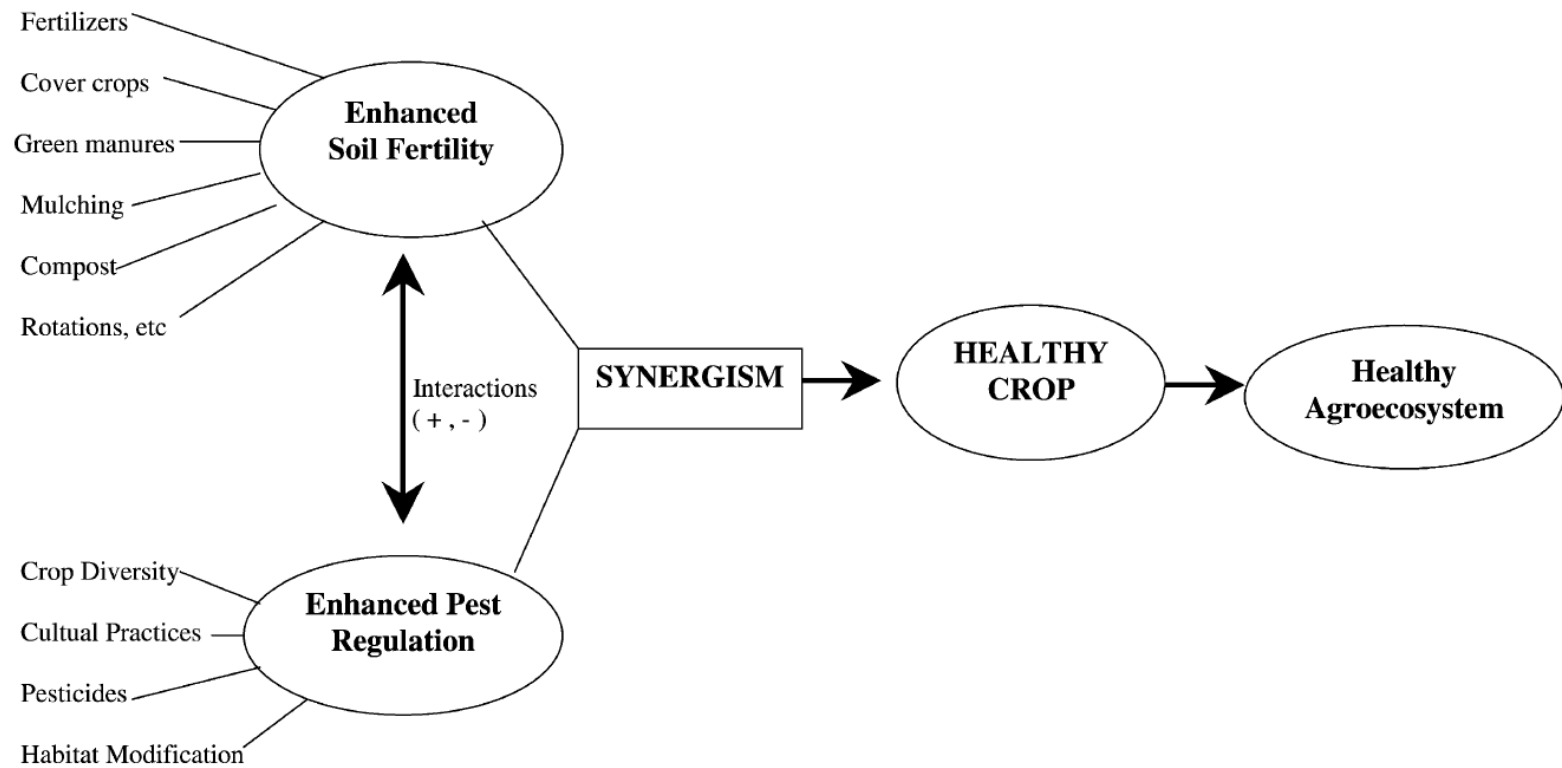 Fertilizers
Cover crops
Green manures
Mulching
Compost
Rotations, etc
Enhanced
Soil Fertility
Interactions
( + , - )
SYNERGISM
HEALTHY
CROP
Healthy
Agroecosystem
Crop Diversity
Cultual Practices
Pesticides
Habitat Modification
Enhanced Pest
Regulation